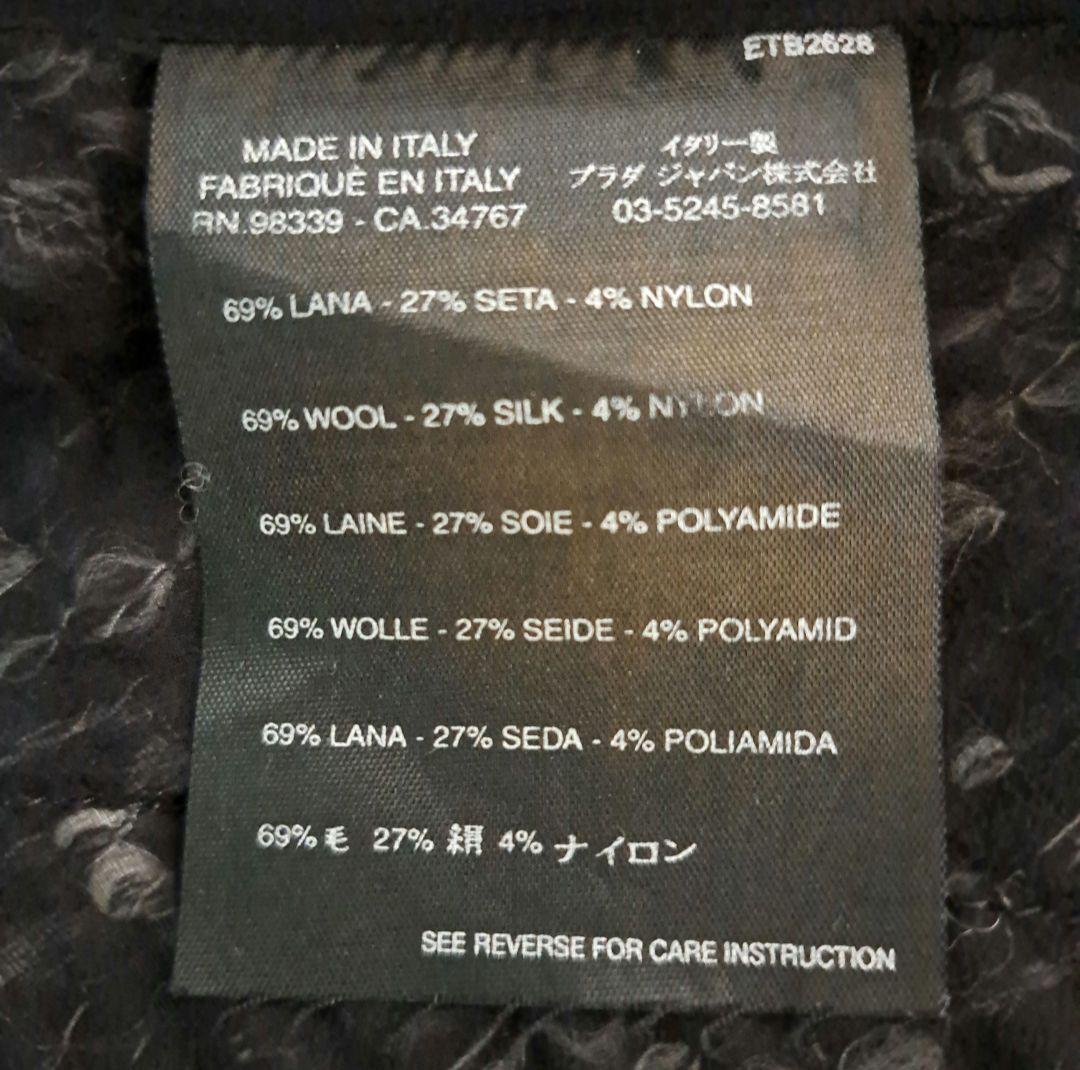 ETB2628
MADE IN ITALY
FABRIQUÉ EN ITALY
RN.98339 - CA.34767
イタリー製
プラダ ジャパン株式会社
03-5245-8581
69% LANA - 27% SETA - 4% NYLON
69% WOOL - 27% SILK - 4% NYLON
69% LAINE - 27% SOIE - 4% POLYAMIDE
69% WOLLE - 27% SEIDE - 4% POLYAMID
69% LANA - 27% SEDA - 4% POLIAMIDA
69% 毛 27% 絹 4% ナイロン
SEE REVERSE FOR CARE INSTRUCTION